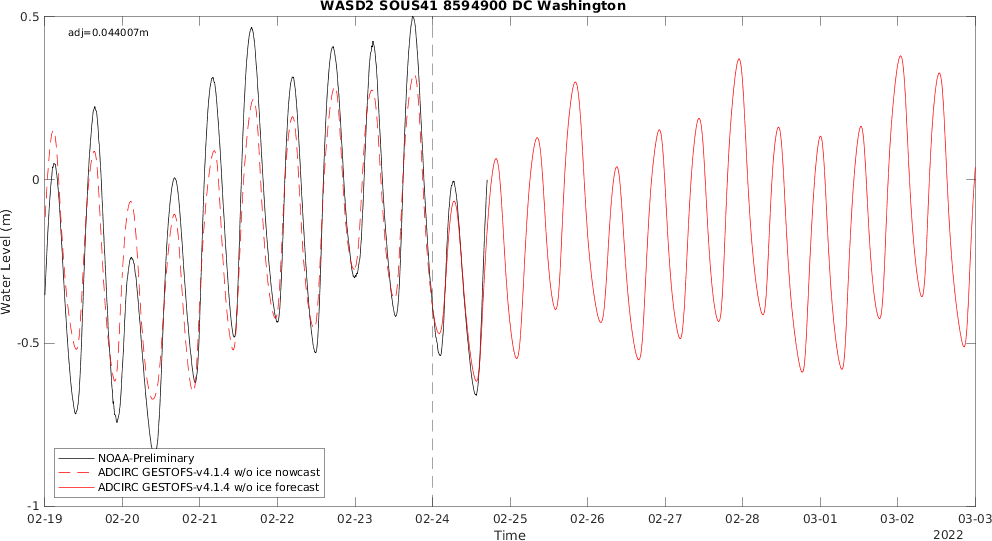 WASD2 SOUS41 8594900 DC Washington
adj=0.044007m
0.5
0
-0.5
-1
Water Level (m)
NOAA-Preliminary
ADCIRC GESTOFS-v4.1.4 w/o ice nowcast
ADCIRC GESTOFS-v4.1.4 w/o ice forecast
02-19 02-20 02-21 02-22 02-23 02-24 02-25 02-26 02-27 02-28 03-01 03-02 03-03
Time
2022